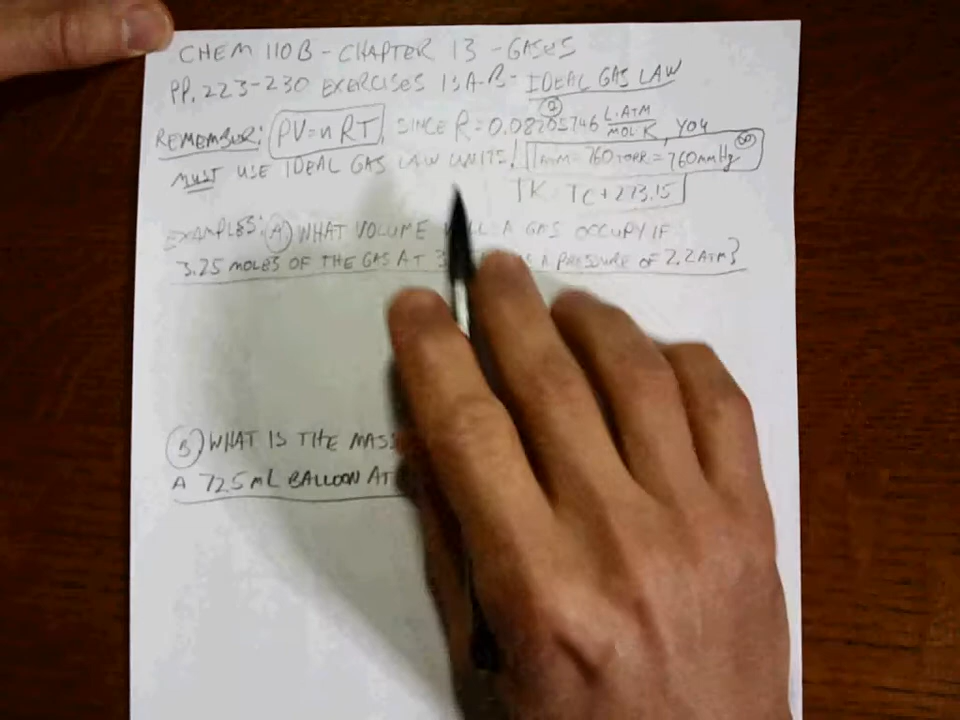 CHEM 110B - CHAPTER 13 - GASES
PP. 223-230 EXERCISES 13A-B - IDEAL GAS LAW
REMEMBER: PV=nRT, SINCE R=0.08205746 L·ATM/MOL K, YOU
MUST USE IDEAL GAS LAW UNITS! 1 ATM = 760 TORR = 760 mmHg
TK TC+273.15
EXAMPLES: A) WHAT VOLUME A GAS OCCUPY IF
3.25 MOLES OF THE GAS AT A PRESSURE OF 2.2 ATM?
B) WHAT IS THE MASS
A 725 mL BALLOON AT